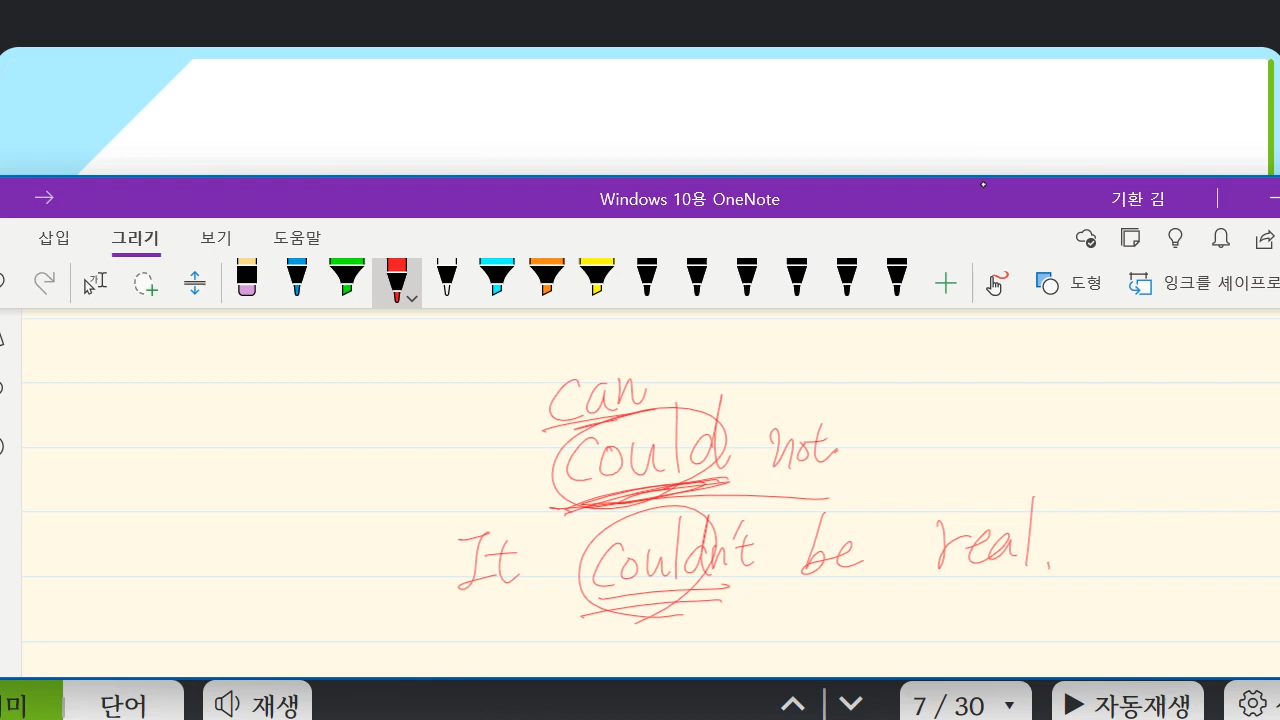 Windows 10용 OneNote 기환 김
삽입 그리기 보기 도움말
가
도형 잉크를 셰이프로
can
could not
It couldn't be real.
미 단어 재생 7 / 30 자동재생